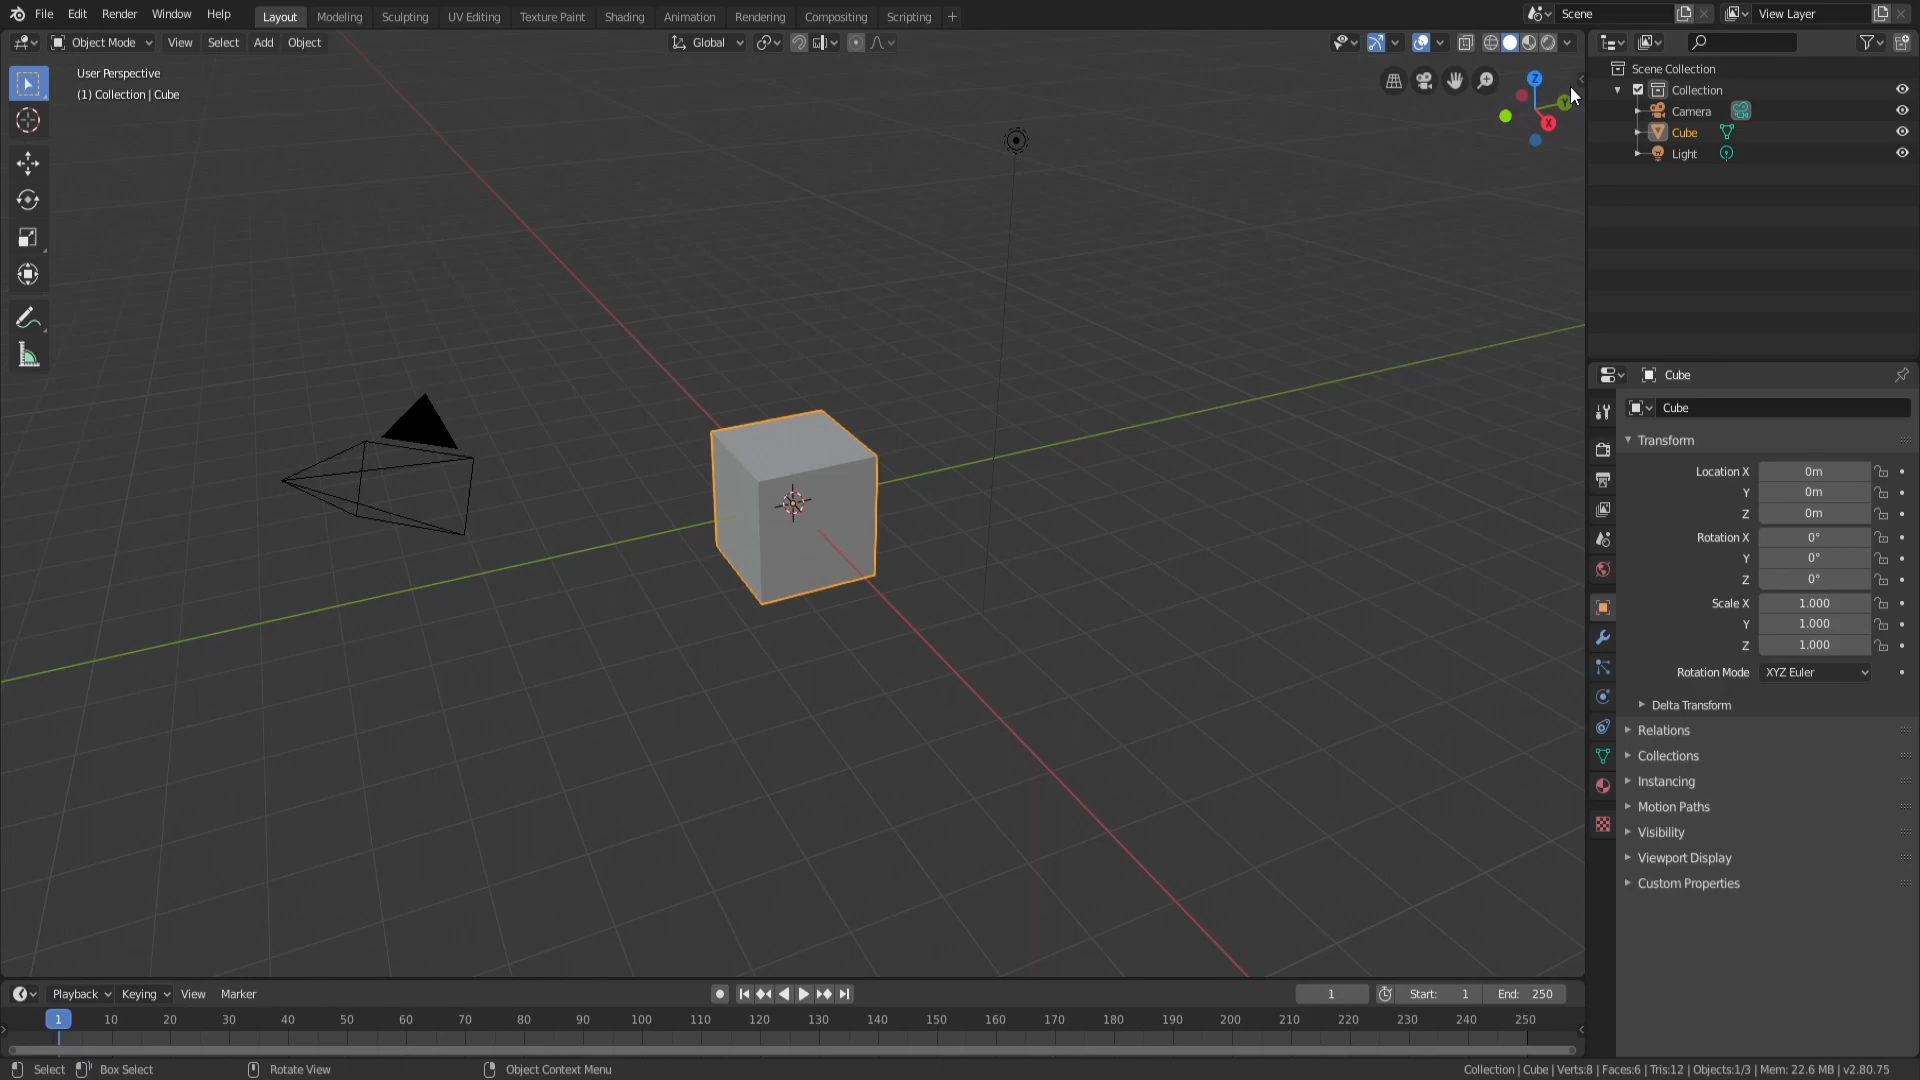 File Edit Render Window Help Layout Modeling Sculpting UV Editing Texture Paint Shading Animation Rendering Compositing Scripting + Scene View Layer
Object Mode View Select Add Object Global
User Perspective
(1) Collection | Cube
Z
Y
X
Scene Collection
Collection
Camera
Cube
Light
Cube
Cube
Transform
Location X 0m
Y 0m
Z 0m
Rotation X 0°
Y 0°
Z 0°
Scale X 1.000
Y 1.000
Z 1.000
Rotation Mode XYZ Euler
Delta Transform
Relations
Collections
Instancing
Motion Paths
Visibility
Viewport Display
Custom Properties
Playback Keying View Marker 1 Start: 1 End: 250
1 10 20 30 40 50 60 70 80 90 100 110 120 130 140 150 160 170 180 190 200 210 220 230 240 250
Select Box Select Rotate View Object Context Menu Collection | Cube | Verts:8 | Faces:6 | Tris:12 | Objects:1/3 | Mem: 22.6 MB | v2.80.75